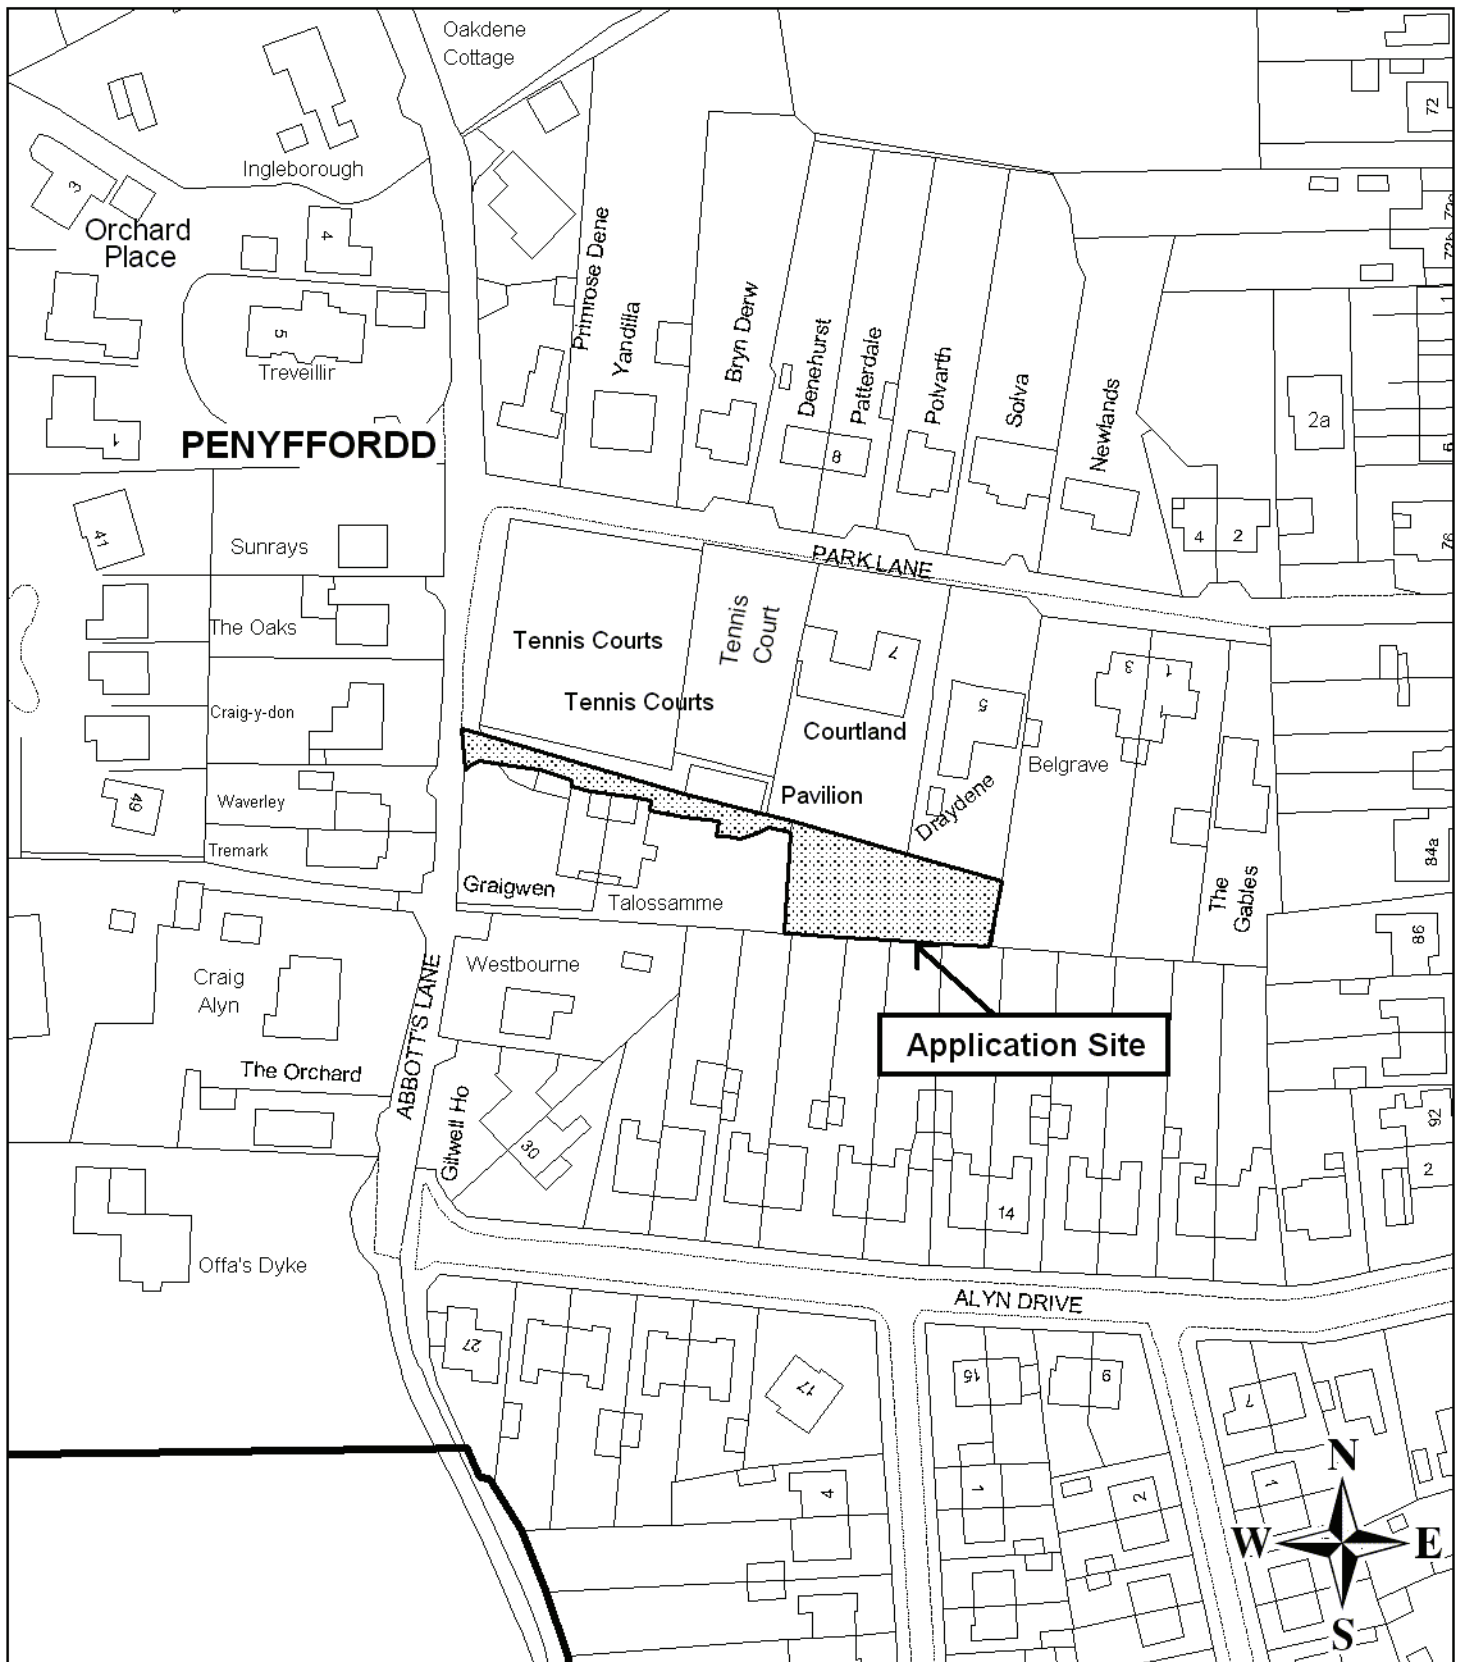 Oakdene
Cottage
72
Ingleborough
3
Orchard
Place
4
72b
Primrose Dene
Yandilla
Bryn Derw
Denehurst
Patterdale
Polvarth
Solva
Newlands
1
5
Treveillir
2a
1
PENYFFORDD
8
41
Sunrays
4
2
76
PARK LANE
The Oaks
Tennis Courts
Tennis
Court
7
3
1
Tennis Courts
5
Craig-y-don
Courtland
Belgrave
49
Waverley
Pavilion
Draydene
Tremark
84a
Graigwen
Talossamme
The
Gables
86
Westbourne
Craig
Alyn
ABBOTT'S LANE
Application Site
The Orchard
Gilwell Ho
30
92
2
14
Offa's Dyke
ALYN DRIVE
27
17
15
9
7
N
4
1
2
1
W
E
S